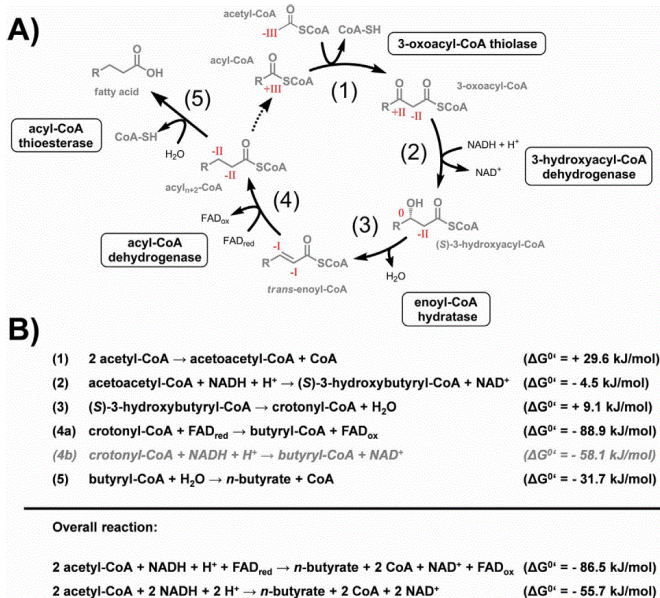 A)
acetyl-CoA
O
-III
SCoA
CoA-SH
3-oxoacyl-CoA thiolase
acyl-CoA
O
R
SCoA
+III
(1)
3-oxoacyl-CoA
O
O
R
SCoA
+II
-II
(2)
NADH + H⁺
NAD⁺
3-hydroxyacyl-CoA
dehydrogenase
OH
O
0
R
SCoA
-II
(S)-3-hydroxyacyl-CoA
(3)
H₂O
enoyl-CoA
hydratase
-I
O
R
SCoA
-I
trans-enoyl-CoA
(4)
FADox
FADred
acyl-CoA
dehydrogenase
-II
O
R
SCoA
-II
acylₙ₊₂-CoA
(5)
CoA-SH
H₂O
acyl-CoA
thioesterase
O
R
OH
fatty acid
B)
(1) 2 acetyl-CoA → acetoacetyl-CoA + CoA (ΔG⁰‘ = + 29.6 kJ/mol)
(2) acetoacetyl-CoA + NADH + H⁺ → (S)-3-hydroxybutyryl-CoA + NAD⁺ (ΔG⁰‘ = - 4.5 kJ/mol)
(3) (S)-3-hydroxybutyryl-CoA → crotonyl-CoA + H₂O (ΔG⁰‘ = + 9.1 kJ/mol)
(4a) crotonyl-CoA + FADred → butyryl-CoA + FADox (ΔG⁰‘ = - 88.9 kJ/mol)
(4b) crotonyl-CoA + NADH + H⁺ → butyryl-CoA + NAD⁺ (ΔG⁰‘ = - 58.1 kJ/mol)
(5) butyryl-CoA + H₂O → n-butyrate + CoA (ΔG⁰‘ = - 31.7 kJ/mol)
Overall reaction:
2 acetyl-CoA + NADH + H⁺ + FADred → n-butyrate + 2 CoA + NAD⁺ + FADox (ΔG⁰‘ = - 86.5 kJ/mol)
2 acetyl-CoA + 2 NADH + 2 H⁺ → n-butyrate + 2 CoA + 2 NAD⁺ (ΔG⁰‘ = - 55.7 kJ/mol)